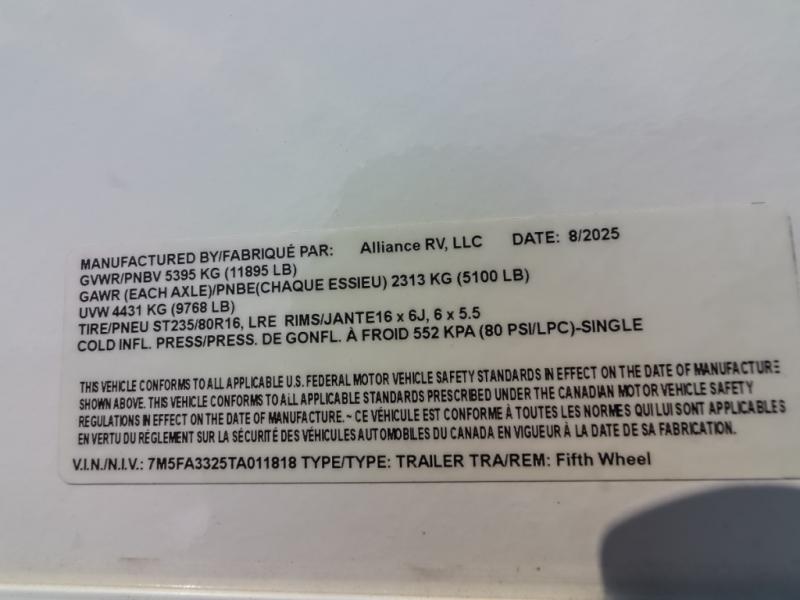 MANUFACTURED BY/FABRIQUÉ PAR: Alliance RV, LLC DATE: 8/2025
GVWR/PNBV 5395 KG (11895 LB)
GAWR (EACH AXLE)/PNBE(CHAQUE ESSIEU) 2313 KG (5100 LB)
UVW 4431 KG (9768 LB)
TIRE/PNEU ST235/80R16, LRE RIMS/JANTE16 x 6J, 6 x 5.5
COLD INFL. PRESS/PRESS. DE GONFL. À FROID 552 KPA (80 PSI/LPC)-SINGLE
THIS VEHICLE CONFORMS TO ALL APPLICABLE U.S. FEDERAL MOTOR VEHICLE SAFETY STANDARDS IN EFFECT ON THE DATE OF MANUFACTURE
SHOWN ABOVE. THIS VEHICLE CONFORMS TO ALL APPLICABLE STANDARDS PRESCRIBED UNDER THE CANADIAN MOTOR VEHICLE SAFETY
REGULATIONS IN EFFECT ON THE DATE OF MANUFACTURE. ~ CE VÉHICULE EST CONFORME À TOUTES LES NORMES QUI LUI SONT APPLICABLES
EN VERTU DU RÉGLEMENT SUR LA SÉCURITÉ DES VÉHICULES AUTOMOBILES DU CANADA EN VIGUEUR À LA DATE DE SA FABRICATION.
V.I.N./N.I.V.: 7M5FA3325TA011818 TYPE/TYPE: TRAILER TRA/REM: Fifth Wheel